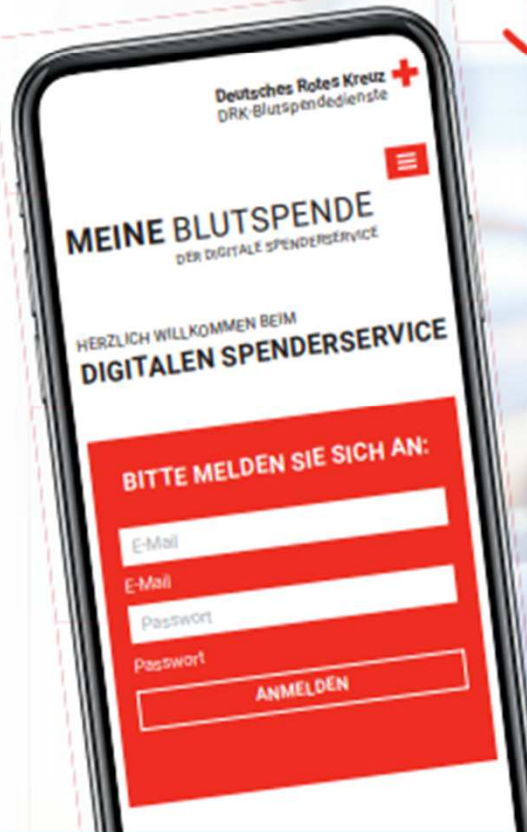 Deutsches Rotes Kreuz
DRK-Blutspendedienste
MEINE BLUTSPENDE
DER DIGITALE SPENDERSERVICE
HERZLICH WILLKOMMEN BEIM
DIGITALEN SPENDERSERVICE
BITTE MELDEN SIE SICH AN:
E-Mail
E-Mail
Passwort
Passwort
ANMELDEN